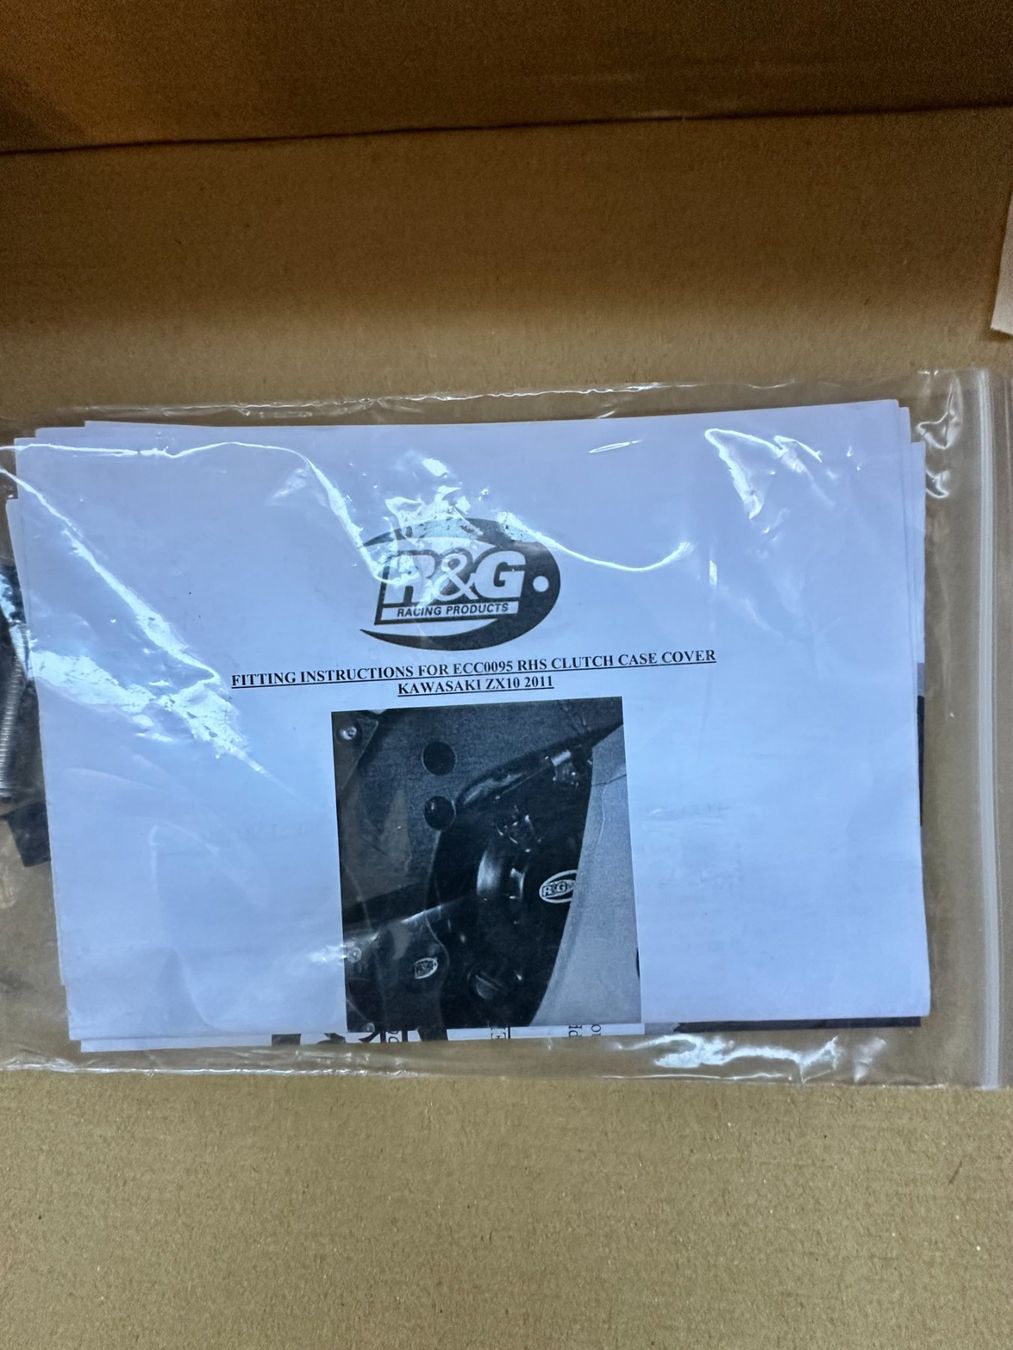 R&G
RACING PRODUCTS
FITTING INSTRUCTIONS FOR ECC0095 RHS CLUTCH CASE COVER
KAWASAKI ZX10 2011
R&G